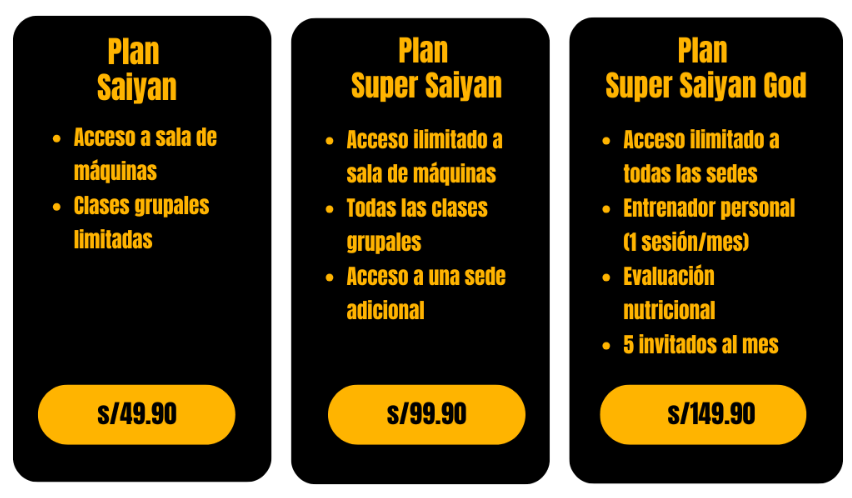 Plan
Saiyan
• Acceso a sala de
máquinas
• Clases grupales
limitadas
s/49.90
Plan
Super Saiyan
• Acceso ilimitado a
sala de máquinas
• Todas las clases
grupales
• Acceso a una sede
adicional
s/99.90
Plan
Super Saiyan God
• Acceso ilimitado a
todas las sedes
• Entrenador personal
(1 sesión/mes)
• Evaluación
nutricional
• 5 invitados al mes
s/149.90